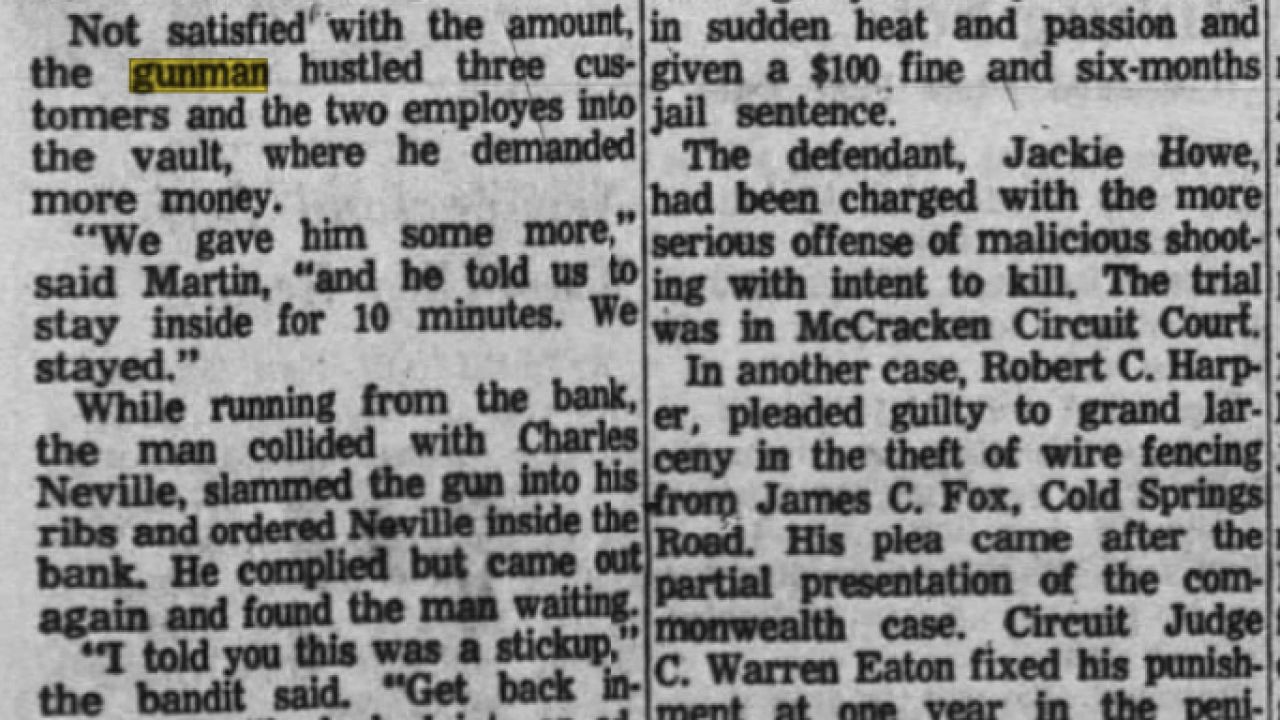 Not satisfied with the amount,
the gunman hustled three cus-
tomers and the two employes into
the vault, where he demanded
more money.
"We gave him some more,"
said Martin, "and he told us to
stay inside for 10 minutes. We
stayed."
While running from the bank,
the man collided with Charles
Neville, slammed the gun into his
ribs and ordered Neville inside the
bank. He complied but came out
again and found the man waiting.
"I told you this was a stickup,"
the bandit said. "Get back in-
in sudden heat and passion and
given a $100 fine and six-months
jail sentence.
The defendant, Jackie Howe,
had been charged with the more
serious offense of malicious shoot-
ing with intent to kill. The trial
was in McCracken Circuit Court.
In another case, Robert C. Harp-
er, pleaded guilty to grand lar-
ceny in the theft of wire fencing
from James C. Fox, Cold Springs
Road. His plea came after the
partial presentation of the com-
monwealth case. Circuit Judge
C. Warren Eaton fixed his punish-
ment at one year in the peni-